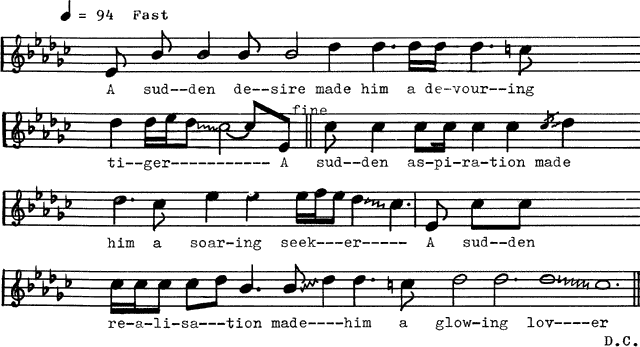 ♩ = 94 Fast
A sud--den de--sire made him a de-vour--ing
fine
ti-ger------------ A sud--den as-pi-ra-tion made
him a soar-ing seek---er----- A sud--den
re-a-li-sa---tion made----him a glow-ing lov----er
D.C.